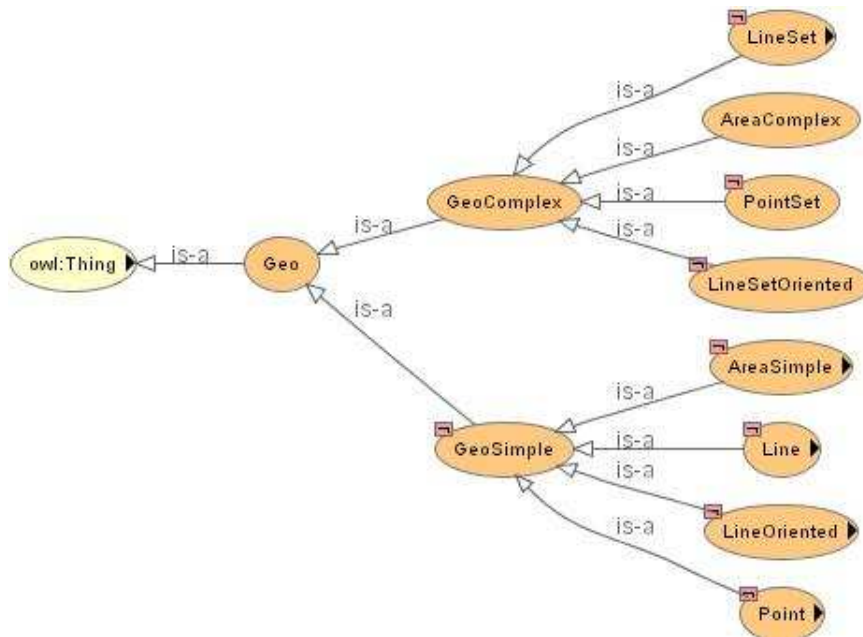 LineSet
is-a
AreaComplex
is-a
GeoComplex
is-a
PointSet
is-a
is-a
owl:Thing
is-a
Geo
LineSetOriented
is-a
AreaSimple
is-a
GeoSimple
is-a
Line
is-a
LineOriented
is-a
Point